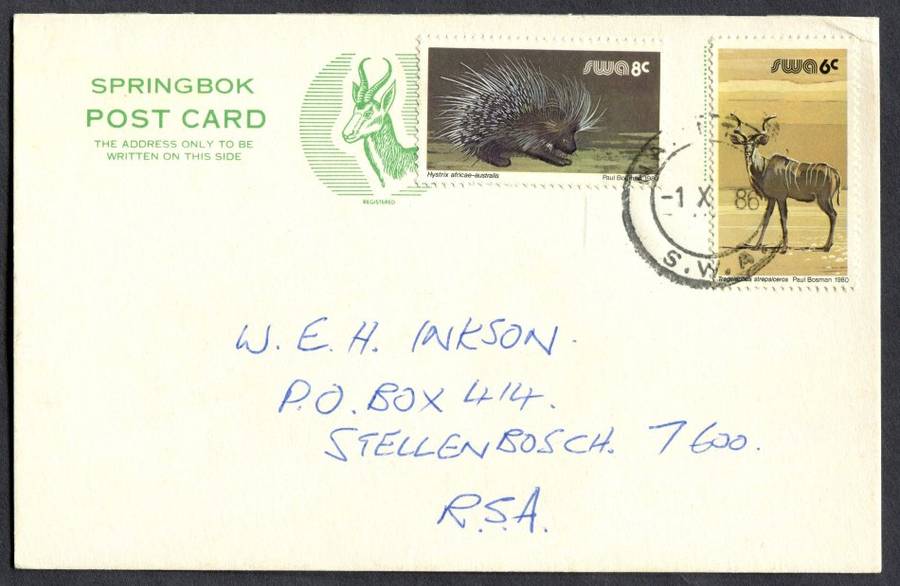 SPRINGBOK
POST CARD
THE ADDRESS ONLY TO BE
WRITTEN ON THIS SIDE
REGISTERED
swa 8c
Hystrix africae-australis Paul Bosman 1980
swa 6c
Tragelaphus strepsiceros Paul Bosman 1980
-1 X 86
S.W.A.
W. E. H. INKSON.
P.O. BOX 414.
STELLENBOSCH. 7600.
R.S.A.